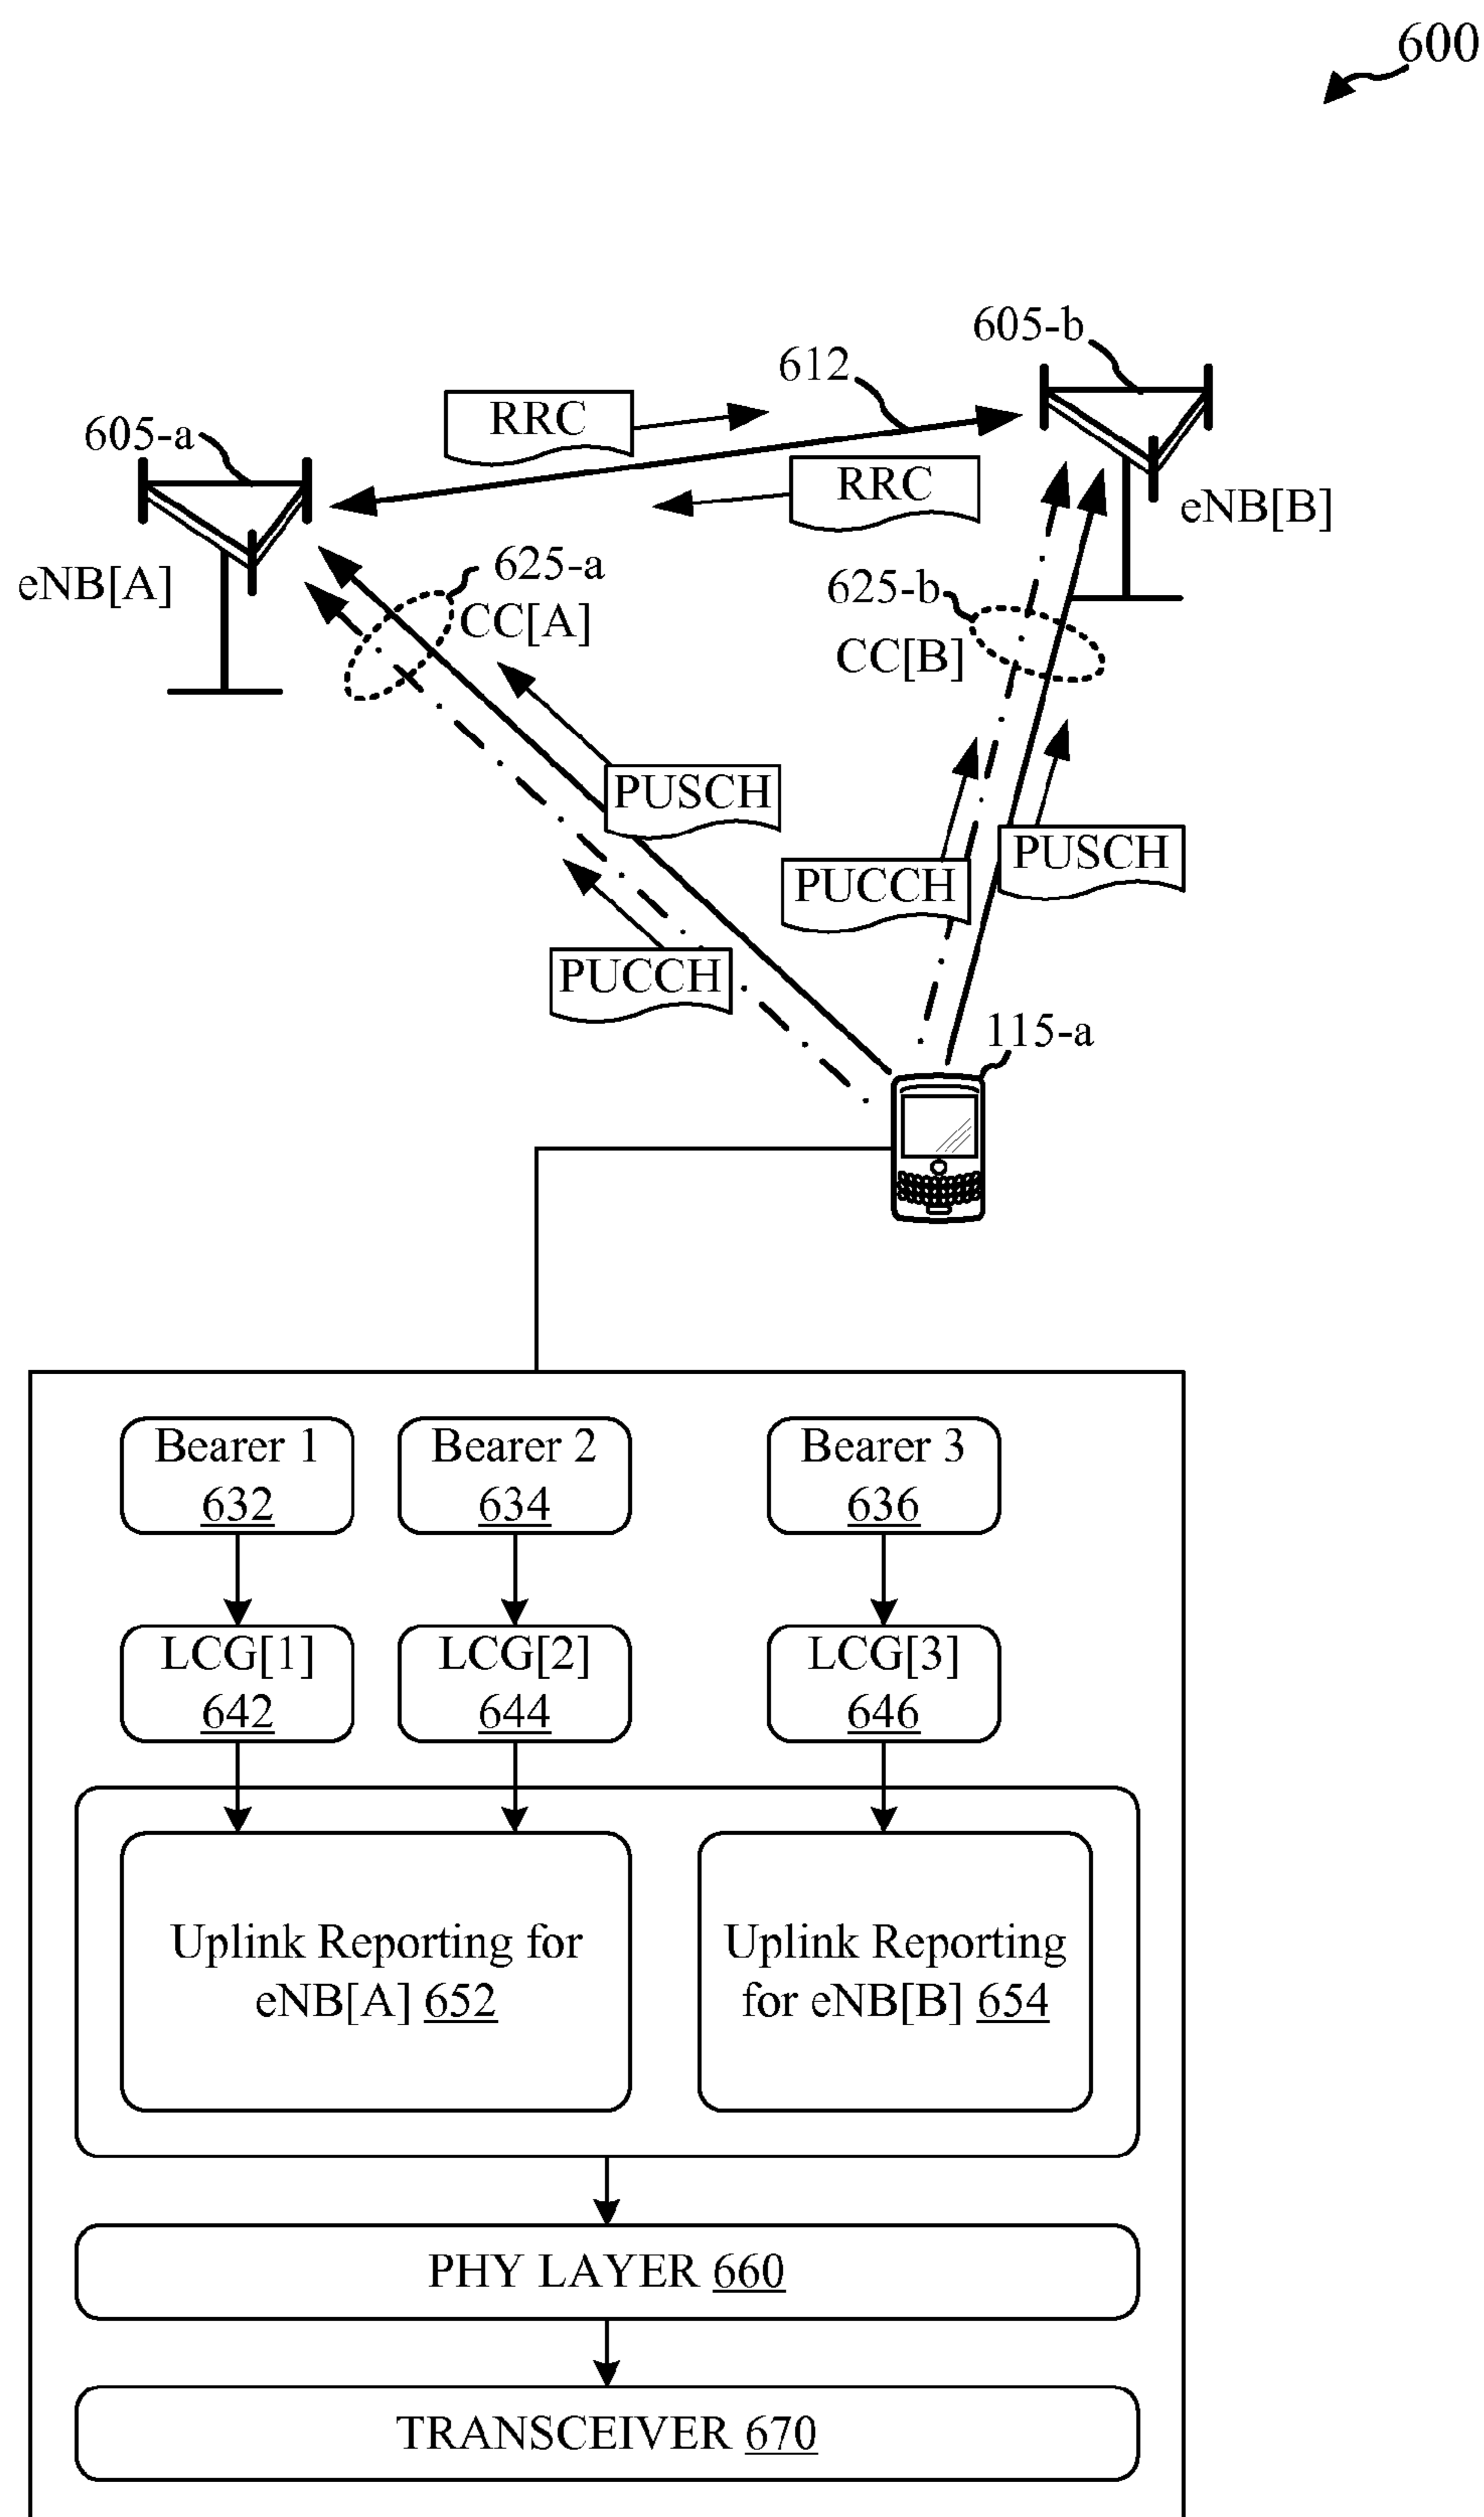 600
605-b
612
RRC
605-a
RRC
eNB[B]
625-a
eNB[A]
625-b
CC[A]
CC[B]
PUSCH
PUSCH
PUCCH
PUCCH
115-a
Bearer 1
632
Bearer 2
634
Bearer 3
636
LCG[1]
642
LCG[2]
644
LCG[3]
646
Uplink Reporting for
eNB[A] 652
Uplink Reporting
for eNB[B] 654
PHY LAYER 660
TRANSCEIVER 670